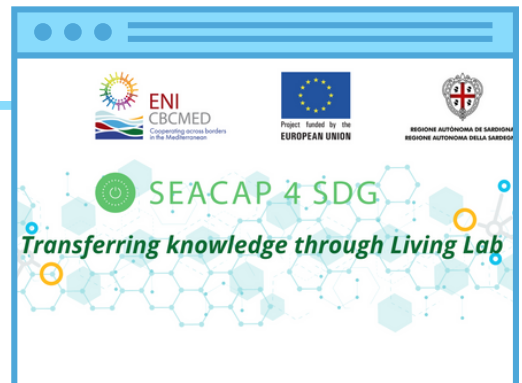 ENI
CBCMED
Cooperating across borders
in the Mediterranean
Project funded by the
EUROPEAN UNION
REGIONE AUTÒNOMA DE SARDIGNA
REGIONE AUTONOMA DELLA SARDEGN
SEACAP 4 SDG
Transferring knowledge through Living Lab